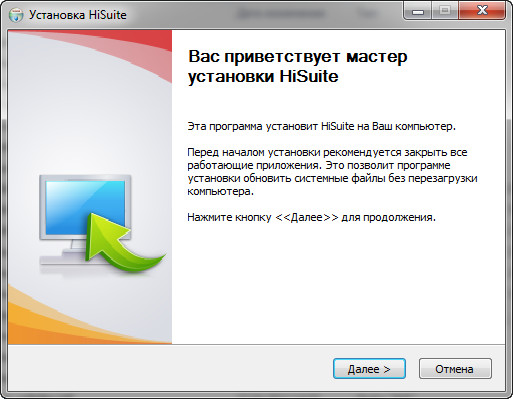 Установка HiSuite
Вас приветствует мастер
установки HiSuite
Эта программа установит HiSuite на Ваш компьютер.
Перед началом установки рекомендуется закрыть все
работающие приложения. Это позволит программе
установки обновить системные файлы без перезагрузки
компьютера.
Нажмите кнопку <<Далее>> для продолжения.
Далее >
Отмена